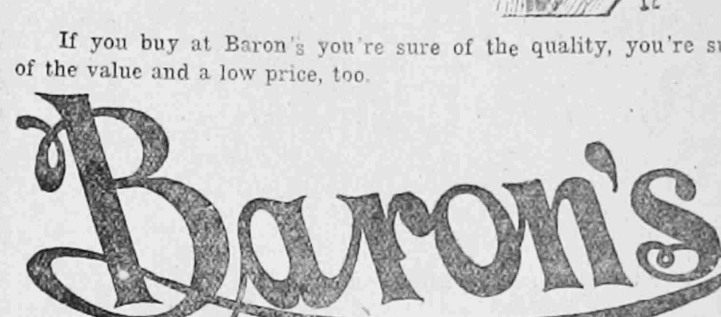 If you buy at Baron's you're sure of the quality, you're
of the value and a low price, too.
Baron's